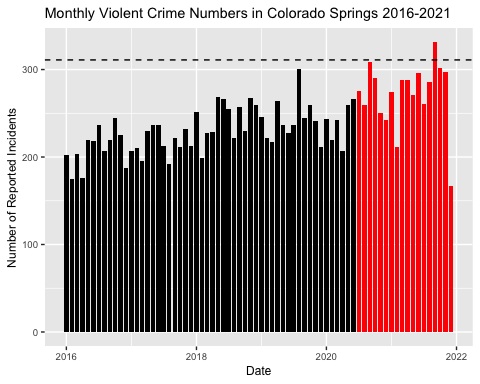 Monthly Violent Crime Numbers in Colorado Springs 2016-2021
Number of Reported Incidents
300
200
100
0
2016 2018 2020 2022
Date